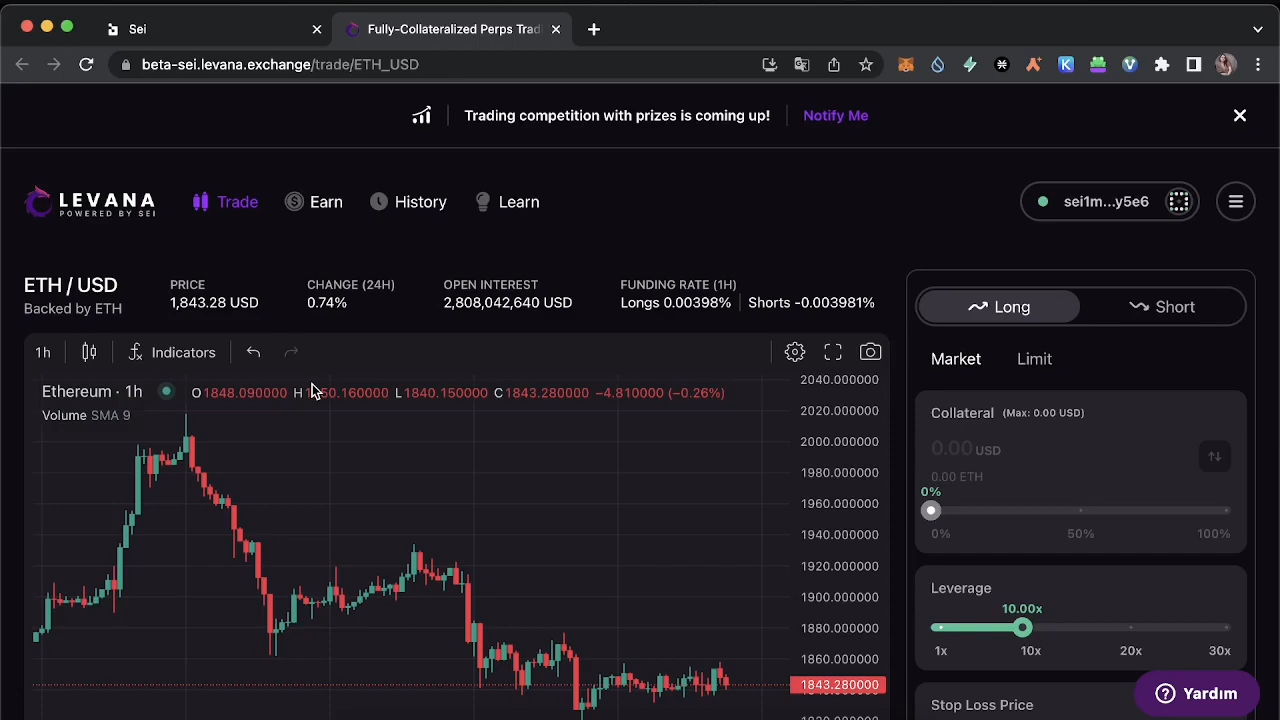 Sei
Fully-Collateralized Perps Tradi
beta-sei.levana.exchange/trade/ETH_USD
Trading competition with prizes is coming up! Notify Me
LEVANA
POWERED BY SEI
Trade Earn History Learn
sei1m...y5e6
ETH / USD
Backed by ETH
PRICE
1,843.28 USD
CHANGE (24H)
0.74%
OPEN INTEREST
2,808,042,640 USD
FUNDING RATE (1H)
Longs 0.00398% Shorts -0.003981%
1h Indicators
Ethereum · 1h O1848.090000 L1840.150000 C1843.280000 −4.810000 (−0.26%)
Volume SMA 9
2040.000000
2020.000000
2000.000000
1980.000000
1960.000000
1940.000000
1920.000000
1900.000000
1880.000000
1860.000000
1843.280000
Long Short
Market Limit
Collateral (Max: 0.00 USD)
0.00 USD
0.00 ETH
0%
0% 50% 100%
Leverage
10.00x
1x 10x 20x 30x
Stop Loss Price
Yardım